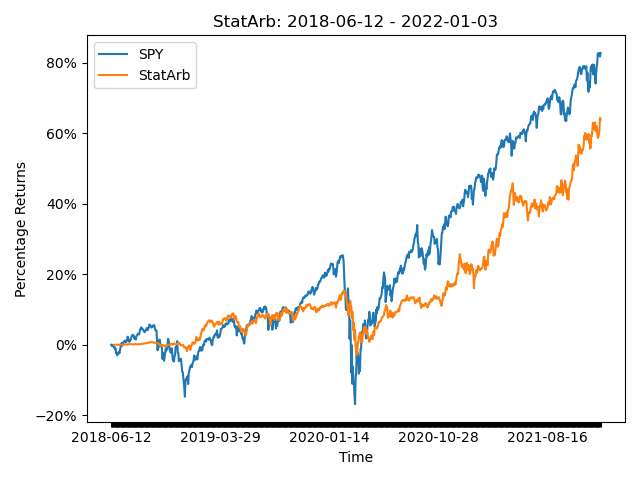 StatArb: 2018-06-12 - 2022-01-03
SPY
StatArb
80%
60%
40%
20%
0%
−20%
Percentage Returns
2018-06-12 2019-03-29 2020-01-14 2020-10-28 2021-08-16
Time